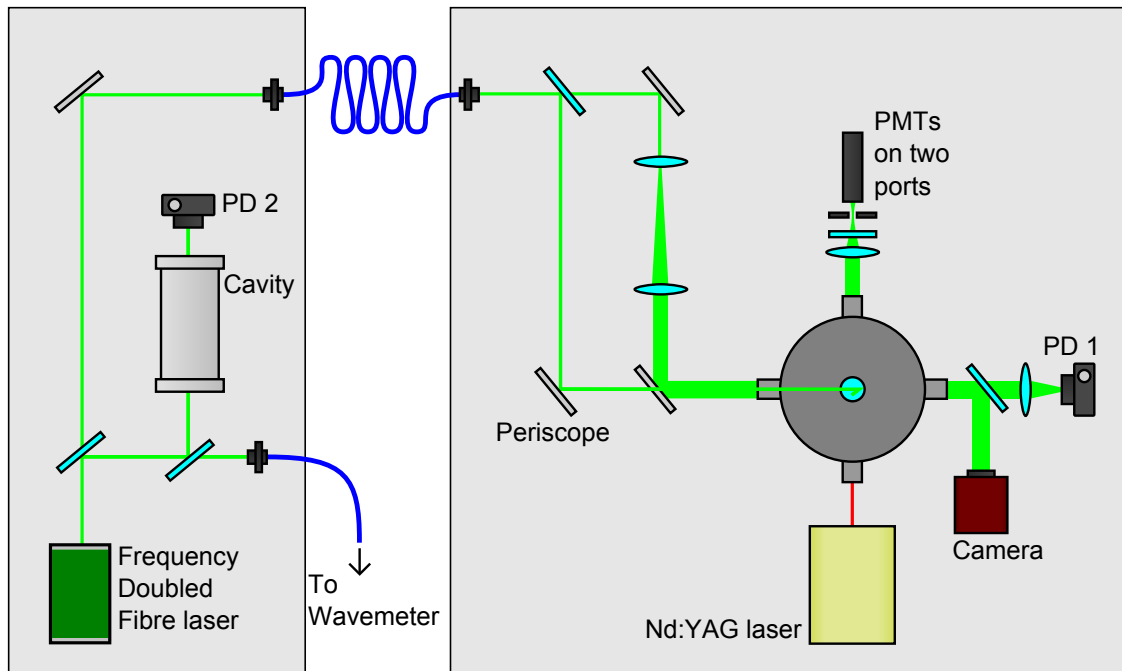 PD 2
Cavity
Frequency
Doubled
Fibre laser
To
Wavemeter
PMTs
on two
ports
PD 1
Periscope
Camera
Nd:YAG laser